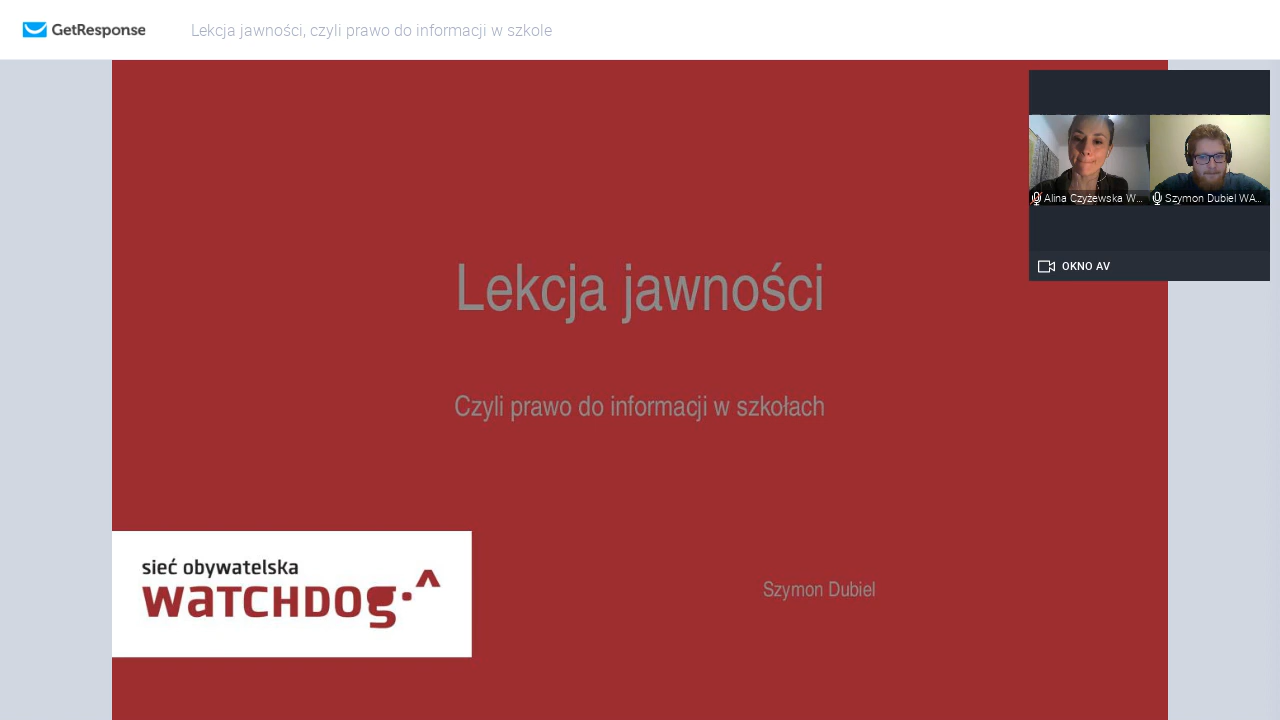 GetResponse
Lekcja jawności, czyli prawo do informacji w szkole
Alina Czyżewska W...
Szymon Dubiel WA...
OKNO AV
Lekcja jawności
Czyli prawo do informacji w szkołach
sieć obywatelska
WATCHDOG
Szymon Dubiel